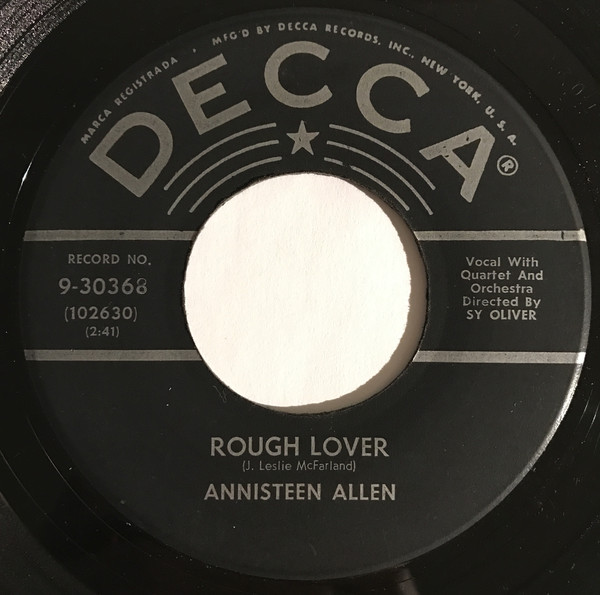 MARCA REGISTRADA • MFG'D BY DECCA RECORDS, INC., NEW YORK, U. S. A.
DECCA®
RECORD NO.
9-30368
(102630)
(2:41)
Vocal With
Quartet And
Orchestra
Directed By
SY OLIVER
ROUGH LOVER
(J. Leslie McFarland)
ANNISTEEN ALLEN